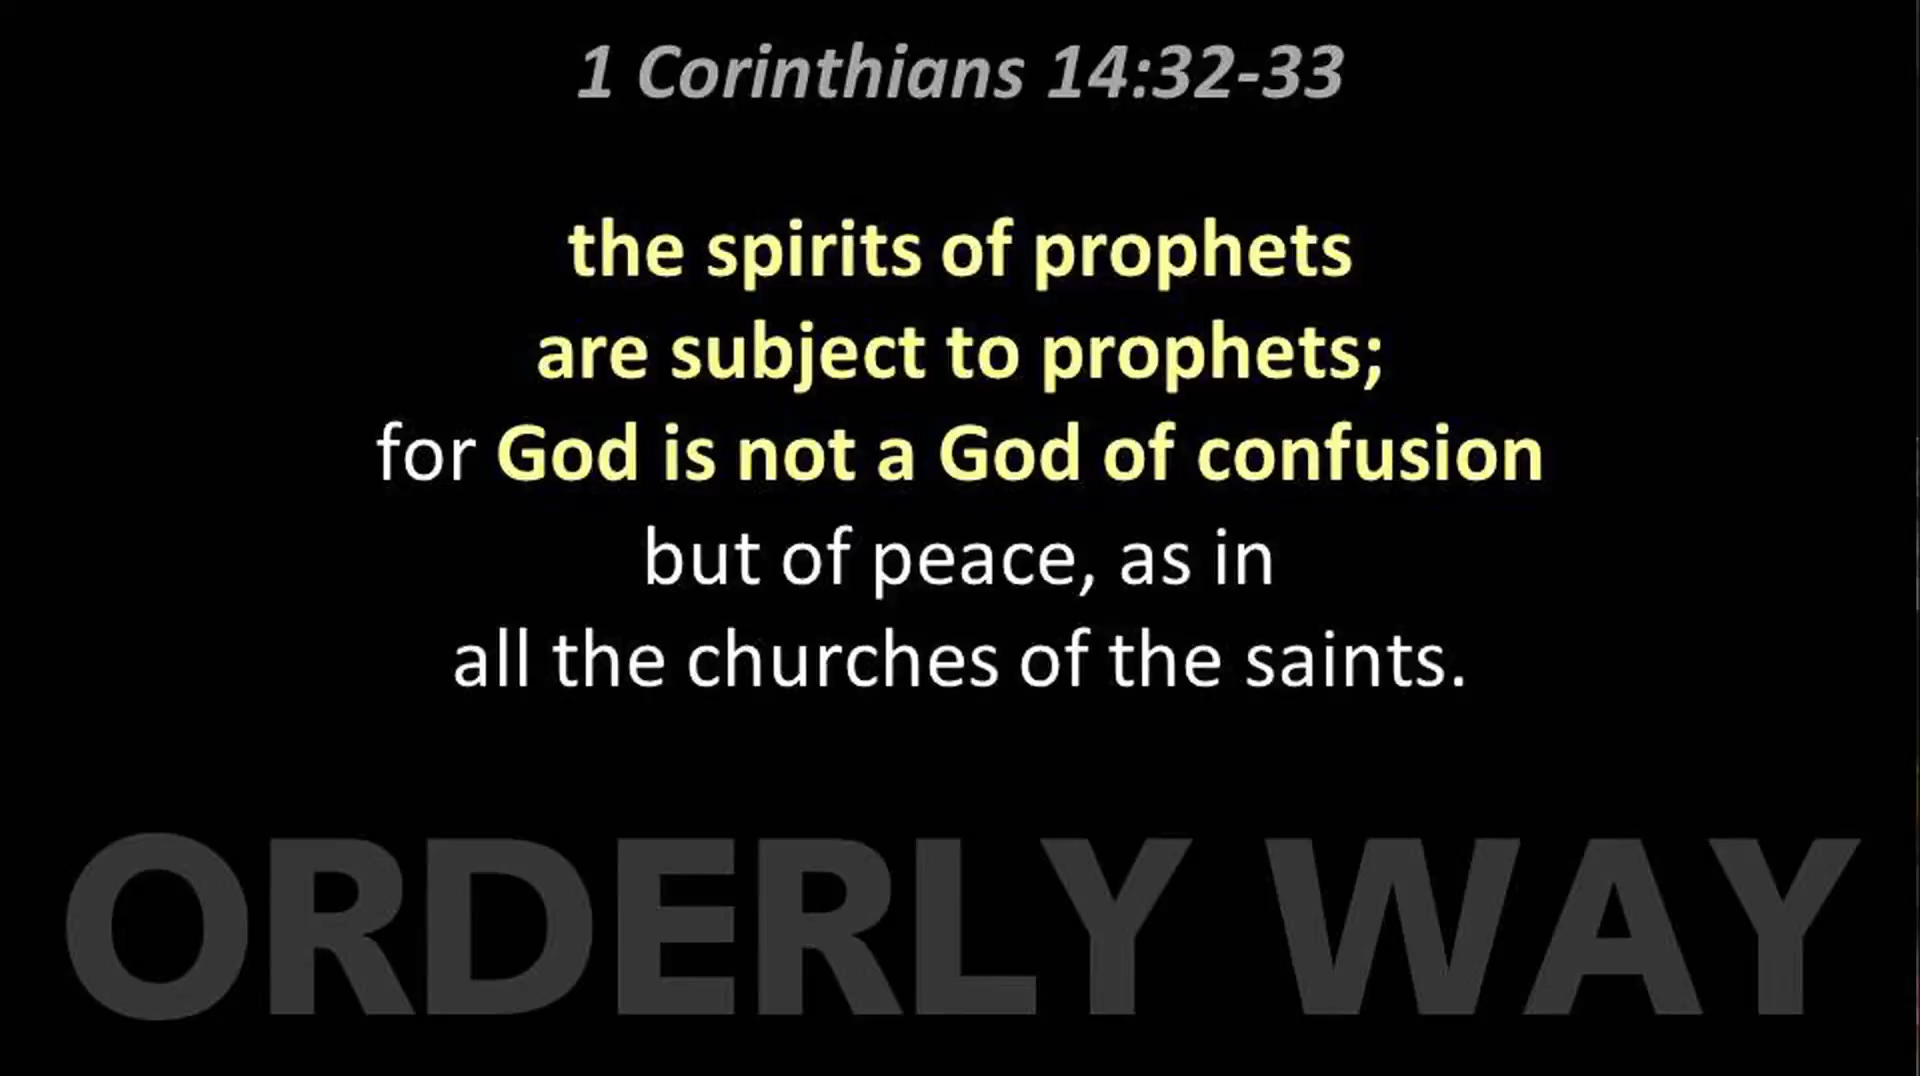 1 Corinthians 14:32-33
the spirits of prophets
are subject to prophets;
for God is not a God of confusion
but of peace, as in
all the churches of the saints.
ORDERLY WAY